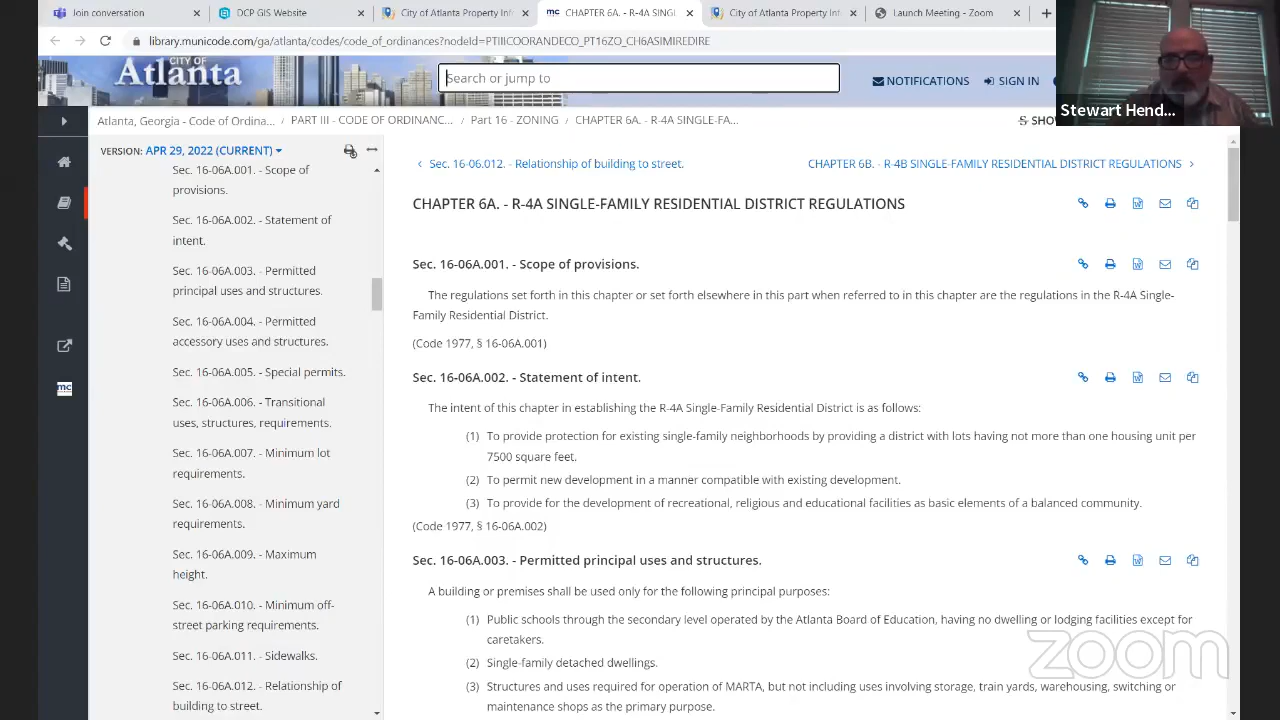 Join conversation
DCP GIS Website
City of Atlanta PropertyInf
CHAPTER 6A. - R-4A SINGL
City of Atlanta Property
Launch Meeting - Zoom
library.municode.com/ga/atlanta/codes/code_of_ordinances?nodeId=PTIIICOORANDECO_PT16ZO_CH6ASIMIREDIRE
CITY OF
Atlanta
Search or jump to
NOTIFICATIONS
SIGN IN
Stewart Hend...
Atlanta, Georgia - Code of Ordina... / PART III - CODE OF ORDINANC... / Part 16 - ZONING / CHAPTER 6A. - R-4A SINGLE-FA...
SHO
VERSION: APR 29, 2022 (CURRENT)
Sec. 16-06A.001. - Scope of
provisions.
Sec. 16-06A.002. - Statement of
intent.
Sec. 16-06A.003. - Permitted
principal uses and structures.
Sec. 16-06A.004. - Permitted
accessory uses and structures.
Sec. 16-06A.005. - Special permits.
Sec. 16-06A.006. - Transitional
uses, structures, requirements.
Sec. 16-06A.007. - Minimum lot
requirements.
Sec. 16-06A.008. - Minimum yard
requirements.
Sec. 16-06A.009. - Maximum
height.
Sec. 16-06A.010. - Minimum off-
street parking requirements.
Sec. 16-06A.011. - Sidewalks.
Sec. 16-06A.012. - Relationship of
building to street.
mc
Sec. 16-06.012. - Relationship of building to street.
CHAPTER 6B. - R-4B SINGLE-FAMILY RESIDENTIAL DISTRICT REGULATIONS
CHAPTER 6A. - R-4A SINGLE-FAMILY RESIDENTIAL DISTRICT REGULATIONS
Sec. 16-06A.001. - Scope of provisions.
The regulations set forth in this chapter or set forth elsewhere in this part when referred to in this chapter are the regulations in the R-4A Single-
Family Residential District.
(Code 1977, § 16-06A.001)
Sec. 16-06A.002. - Statement of intent.
The intent of this chapter in establishing the R-4A Single-Family Residential District is as follows:
(1) To provide protection for existing single-family neighborhoods by providing a district with lots having not more than one housing unit per
7500 square feet.
(2) To permit new development in a manner compatible with existing development.
(3) To provide for the development of recreational, religious and educational facilities as basic elements of a balanced community.
(Code 1977, § 16-06A.002)
Sec. 16-06A.003. - Permitted principal uses and structures.
A building or premises shall be used only for the following principal purposes:
(1) Public schools through the secondary level operated by the Atlanta Board of Education, having no dwelling or lodging facilities except for
caretakers.
(2) Single-family detached dwellings.
(3) Structures and uses required for operation of MARTA, but not including uses involving storage, train yards, warehousing, switching or
maintenance shops as the primary purpose.
zoom